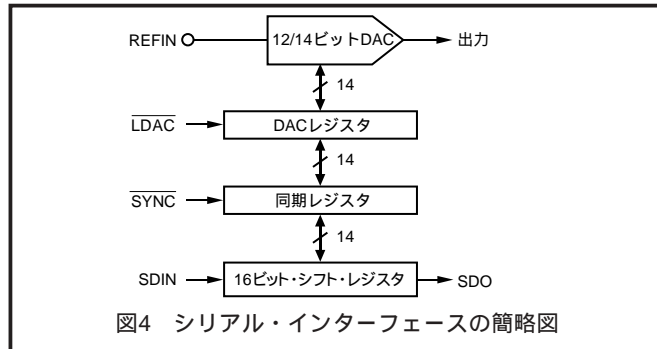 REFIN 12/14ビットDAC 出力
14
LDAC DACレジスタ
14
SYNC 同期レジスタ
14
SDIN 16ビット・シフト・レジスタ SDO
図4 シリアル・インターフェースの簡略図